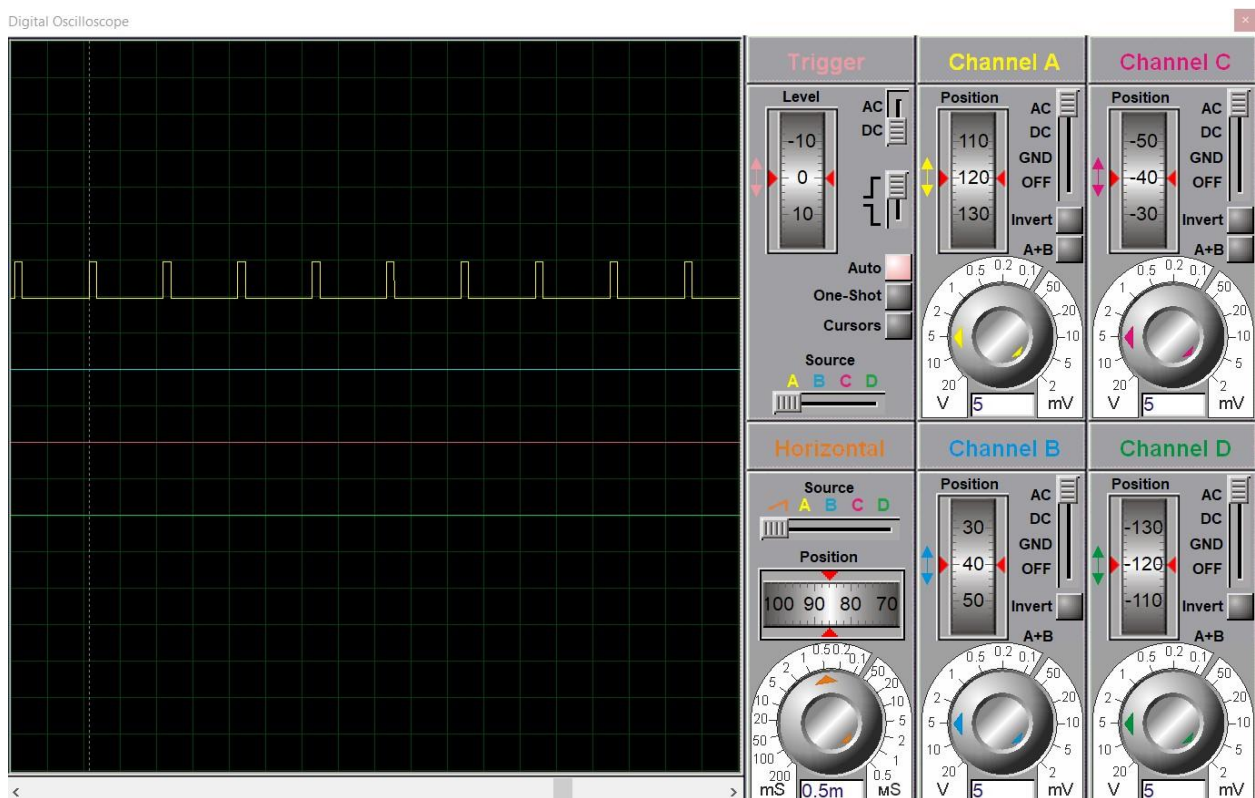 Digital Oscilloscope
×
Trigger
Level
-10
0
10
AC
DC
Auto
One-Shot
Cursors
Source
A B C D
Channel A
Position
110
120
130
AC
DC
GND
OFF
Invert
A+B
20
10
5
2
1
0.5
0.2
0.1
50
20
10
5
2
V
5
mV
Channel C
Position
-50
-40
-30
AC
DC
GND
OFF
Invert
C+D
20
10
5
2
1
0.5
0.2
0.1
50
20
10
5
2
V
5
mV
Horizontal
Source
A B C D
Position
100 90 80 70
200
100
50
20
10
5
2
1
0.5
0.2
0.1
50
20
10
5
2
1
0.5
mS
0.5m
мS
Channel B
Position
30
40
50
AC
DC
GND
OFF
Invert
A+B
20
10
5
2
1
0.5
0.2
0.1
50
20
10
5
2
V
5
mV
Channel D
Position
-130
-120
-110
AC
DC
GND
OFF
Invert
A+B
20
10
5
2
1
0.5
0.2
0.1
50
20
10
5
2
V
5
mV